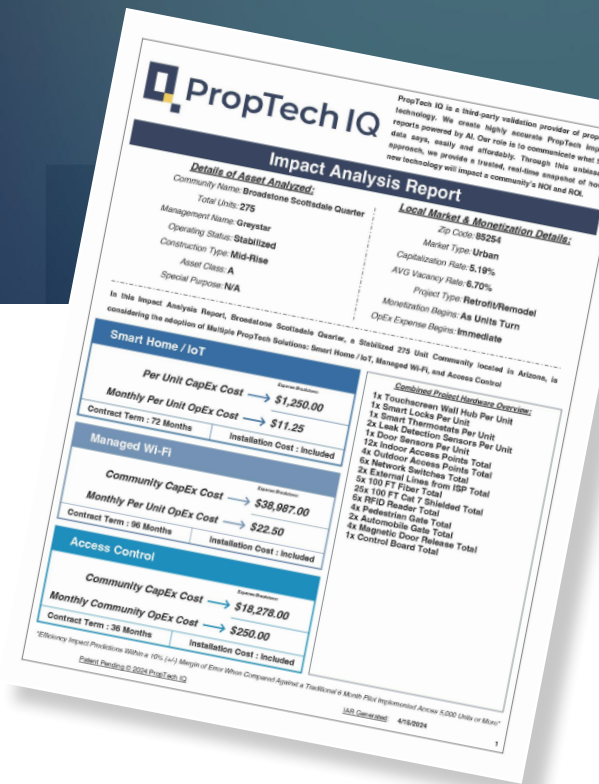 PropTech IQ
PropTech IQ is a third-party validation provider of
technology. We create highly accurate PropTech
reports powered by AI. Our role is to communicate what
data says, easily and affordably. Through this
approach, we provide a trusted, real-time snapshot of
new technology will impact a community's NOI and ROI.
Impact Analysis Report
Details of Asset Analyzed:
Community Name: Broadstone Scottsdale Quarter
Total Units: 275
Management Name: Greystar
Operating Status: Stabilized
Construction Type: Mid-Rise
Asset Class: A
Special Purpose: N/A
Local Market & Monetization Details:
Zip Code: 85254
Market Type: Urban
Capitalization Rate: 5.19%
AVG Vacancy Rate: 6.70%
Project Type: Retrofit/Remodel
Monetization Begins: As Units Turn
OpEx Expense Begins: Immediate
In this Impact Analysis Report, Broadstone Scottsdale Quarter, a Stabilized 275 Unit Community located in Arizona, is
considering the adoption of Multiple PropTech Solutions: Smart Home / IoT, Managed Wi-Fi, and Access Control
Smart Home / IoT
Expense Breakdown:
Per Unit CapEx Cost → $1,250.00
Monthly Per Unit OpEx Cost → $11.25
Contract Term : 72 Months
Installation Cost : Included
Managed Wi-Fi
Expense Breakdown:
Community CapEx Cost → $38,987.00
Monthly Per Unit OpEx Cost → $22.50
Contract Term : 96 Months
Installation Cost : Included
Access Control
Expense Breakdown:
Community CapEx Cost → $18,278.00
Monthly Community OpEx Cost → $250.00
Contract Term : 36 Months
Installation Cost : Included
Combined Project Hardware Overview:
1x Touchscreen Wall Hub Per Unit
1x Smart Locks Per Unit
1x Smart Thermostats Per Unit
2x Leak Detection Sensors Per Unit
1x Door Sensors Per Unit
12x Indoor Access Points Total
4x Outdoor Access Points Total
6x Network Switches Total
2x External Lines from ISP Total
5x 100 FT Fiber Total
25x 100 FT Cat 7 Shielded Total
6x RFID Reader Total
4x Pedestrian Gate Total
2x Automobile Gate Total
4x Magnetic Door Release Total
1x Control Board Total
*Efficiency Impact Predictions Within a 10% (+/-) Margin of Error When Compared Against a Traditional 6 Month Pilot Implemented Across 5,000 Units or More*
Patent Pending © 2024 PropTech IQ
IAR Generated: 4/15/2024
1